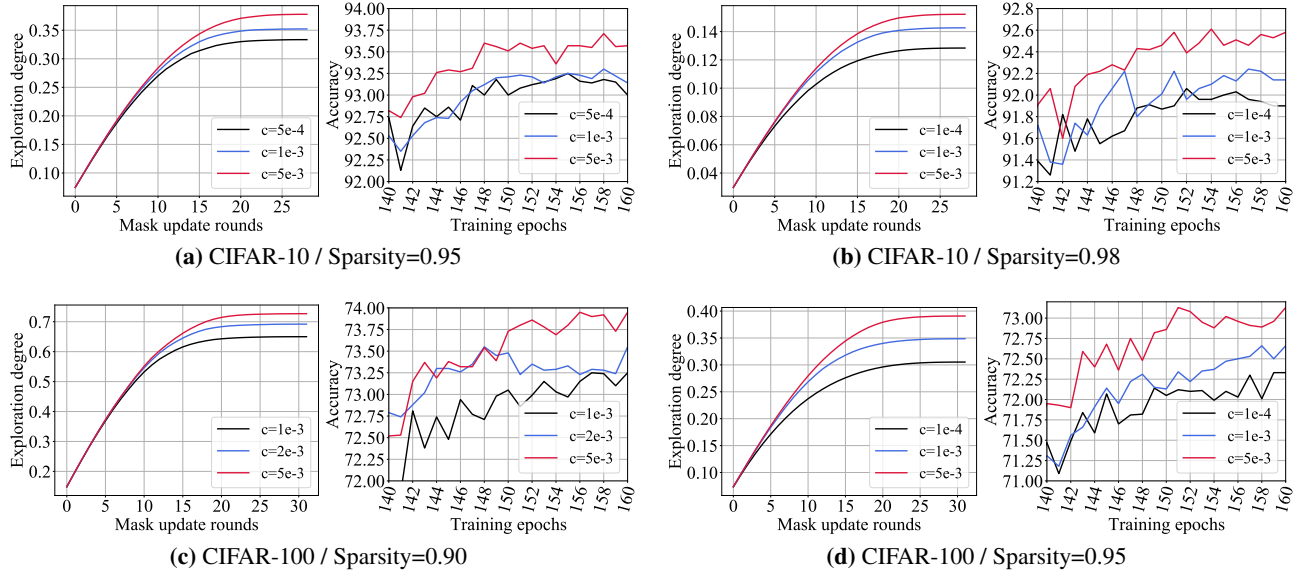 0.35
0.30
0.25
0.20
0.15
0.10
0 5 10 15 20 25
Exploration degree
Mask update rounds
c=5e-4
c=1e-3
c=5e-3
94.00
93.75
93.50
93.25
93.00
92.75
92.50
92.25
92.00
140 142 144 146 148 150 152 154 156 158 160
Accuracy
Training epochs
c=5e-4
c=1e-3
c=5e-3
(a) CIFAR-10 / Sparsity=0.95
0.14
0.12
0.10
0.08
0.06
0.04
0 5 10 15 20 25
Exploration degree
Mask update rounds
c=1e-4
c=1e-3
c=5e-3
92.8
92.6
92.4
92.2
92.0
91.8
91.6
91.4
91.2
140 142 144 146 148 150 152 154 156 158 160
Accuracy
Training epochs
c=1e-4
c=1e-3
c=5e-3
(b) CIFAR-10 / Sparsity=0.98
0.7
0.6
0.5
0.4
0.3
0.2
0 5 10 15 20 25 30
Exploration degree
Mask update rounds
c=1e-3
c=2e-3
c=5e-3
74.00
73.75
73.50
73.25
73.00
72.75
72.50
72.25
72.00
140 142 144 146 148 150 152 154 156 158 160
Accuracy
Training epochs
c=1e-3
c=2e-3
c=5e-3
(c) CIFAR-100 / Sparsity=0.90
0.40
0.35
0.30
0.25
0.20
0.15
0.10
0 5 10 15 20 25 30
Exploration degree
Mask update rounds
c=1e-4
c=1e-3
c=5e-3
73.00
72.75
72.50
72.25
72.00
71.75
71.50
71.25
71.00
140 142 144 146 148 150 152 154 156 158 160
Accuracy
Training epochs
c=1e-4
c=1e-3
c=5e-3
(d) CIFAR-100 / Sparsity=0.95